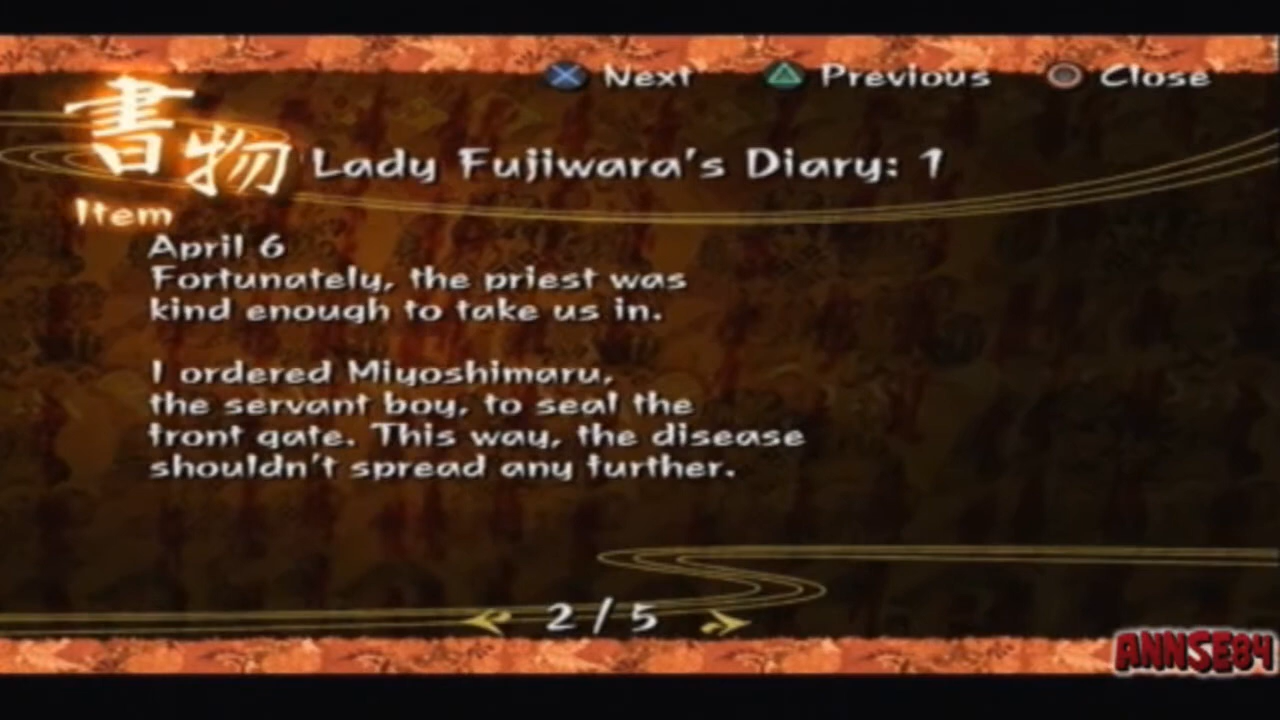 Next Previous Close
書物
Lady Fujiwara's Diary: 1
Item
April 6
Fortunately, the priest was
kind enough to take us in.
I ordered Miyoshimaru,
the servant boy, to seal the
front gate. This way, the disease
shouldn't spread any further.
2/5
ANNSE84